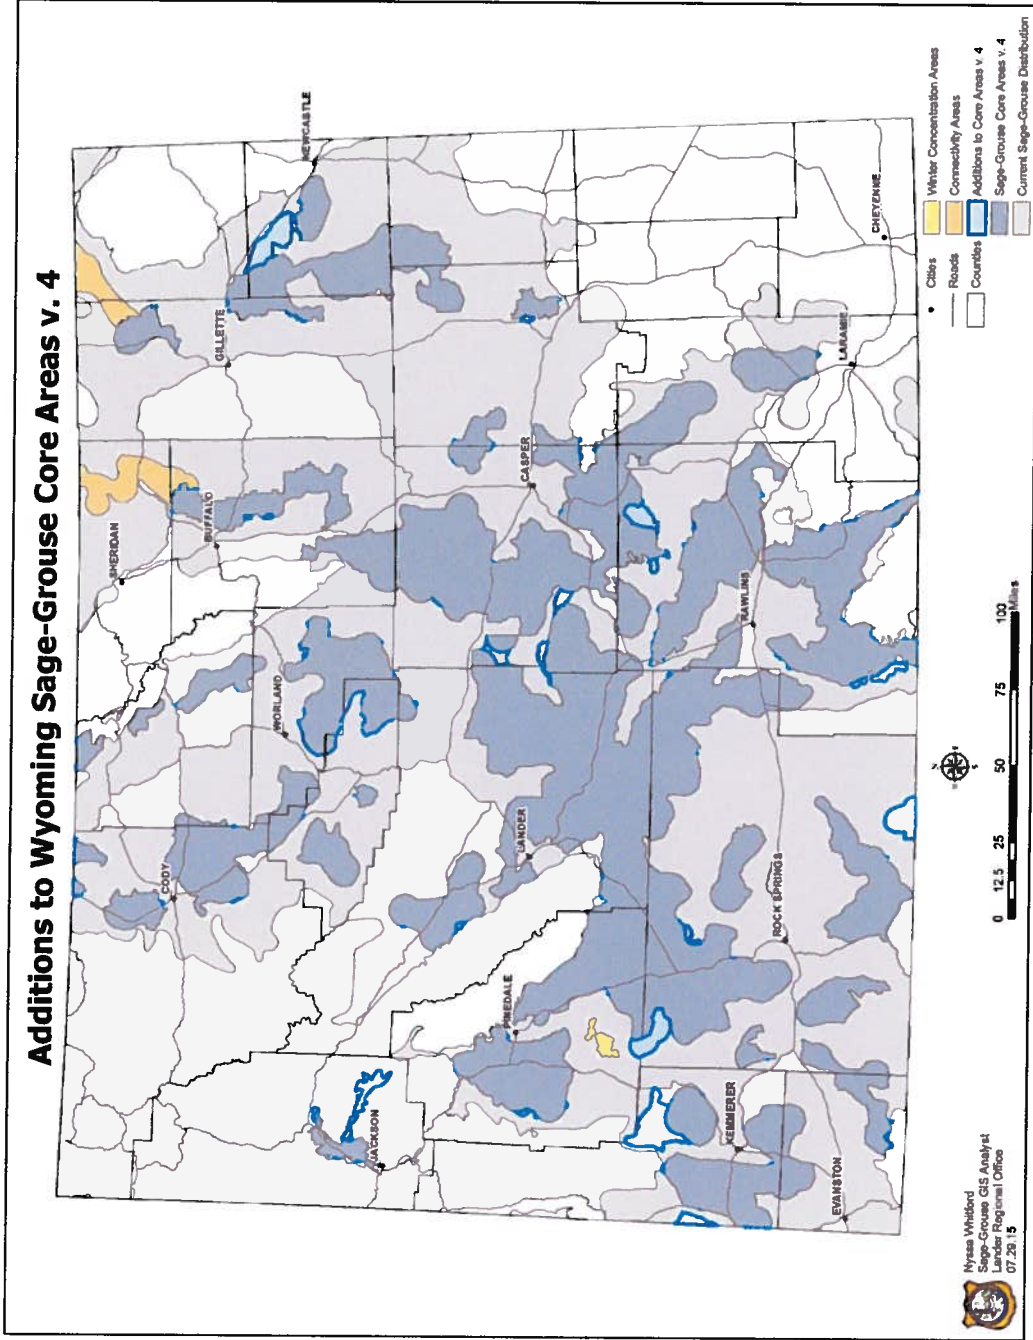 Additions to Wyoming Sage-Grouse Core Areas v. 4
SHERIDAN
GILLETTE
NEWCASTLE
CODY
BUFFALO
WORLAND
JACKSON
PINEDALE
LANDER
CASPER
KEMMERER
ROCK SPRINGS
RAWLINS
EVANSTON
LARAMIE
CHEYENNE
Nyssa Whitford
Sage-Grouse GIS Analyst
Lander Regional Office
07.29.15
0 12.5 25 50 75 100
Miles
Cities
Roads
Counties
Winter Concentration Areas
Connectivity Areas
Additions to Core Areas v. 4
Sage-Grouse Core Areas v. 4
Current Sage-Grouse Distribution